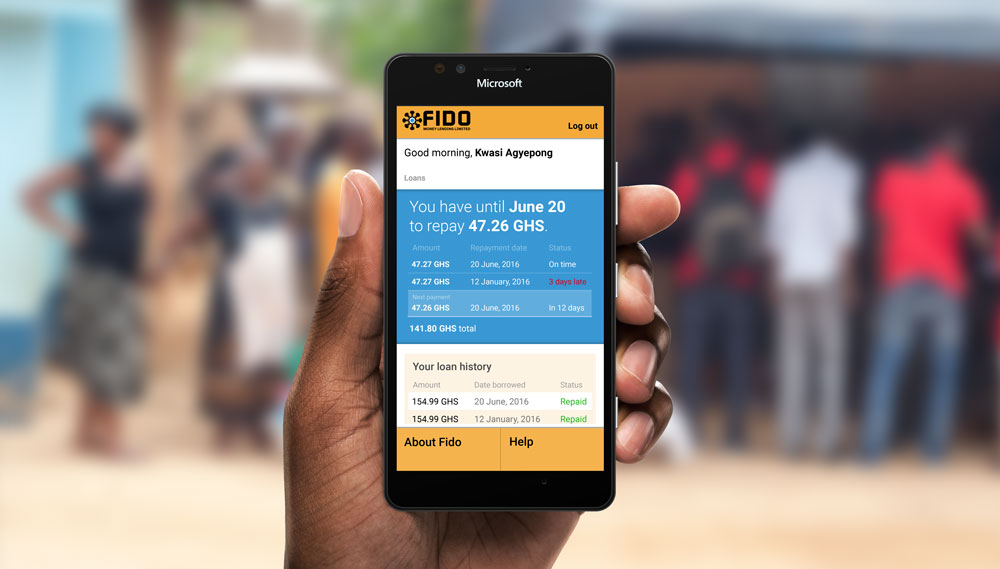 Microsoft
FIDO
MONEY LENDING LIMITED
Log out
Good morning, Kwasi Agyepong
Loans
You have until June 20
to repay 47.26 GHS.
Amount Repayment date Status
47.27 GHS 20 June, 2016 On time
47.27 GHS 12 January, 2016 3 days late
Next payment
47.26 GHS 20 June, 2016 In 12 days
141.80 GHS total
Your loan history
Amount Date borrowed Status
154.99 GHS 20 June, 2016 Repaid
154.99 GHS 12 January, 2016 Repaid
About Fido Help